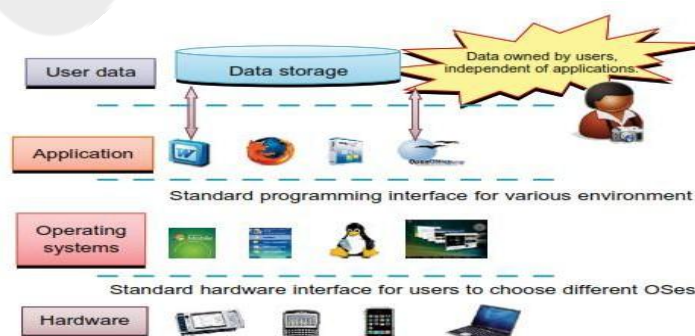 User data
Data storage
Data owned by users,
independent of applications.
Application
W
Standard programming interface for various environment
Operating
systems
Standard hardware interface for users to choose different OSes
Hardware